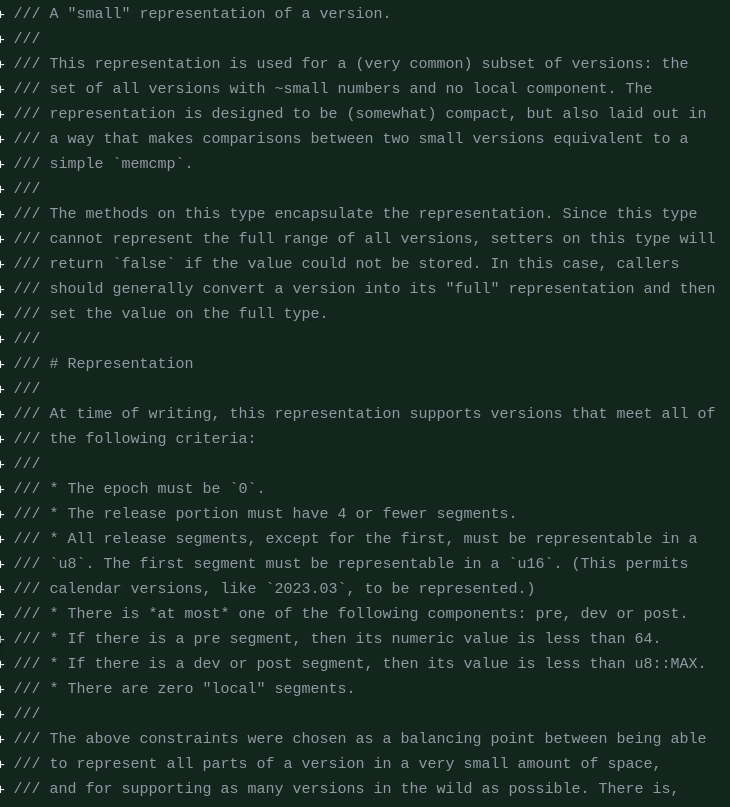 + /// A "small" representation of a version.
+ ///
+ /// This representation is used for a (very common) subset of versions: the
+ /// set of all versions with ~small numbers and no local component. The
+ /// representation is designed to be (somewhat) compact, but also laid out in
+ /// a way that makes comparisons between two small versions equivalent to a
+ /// simple `memcmp`.
+ ///
+ /// The methods on this type encapsulate the representation. Since this type
+ /// cannot represent the full range of all versions, setters on this type will
+ /// return `false` if the value could not be stored. In this case, callers
+ /// should generally convert a version into its "full" representation and then
+ /// set the value on the full type.
+ ///
+ /// # Representation
+ ///
+ /// At time of writing, this representation supports versions that meet all of
+ /// the following criteria:
+ ///
+ /// * The epoch must be `0`.
+ /// * The release portion must have 4 or fewer segments.
+ /// * All release segments, except for the first, must be representable in a
+ /// `u8`. The first segment must be representable in a `u16`. (This permits
+ /// calendar versions, like `2023.03`, to be represented.)
+ /// * There is *at most* one of the following components: pre, dev or post.
+ /// * If there is a pre segment, then its numeric value is less than 64.
+ /// * If there is a dev or post segment, then its value is less than u8::MAX.
+ /// * There are zero "local" segments.
+ ///
+ /// The above constraints were chosen as a balancing point between being able
+ /// to represent all parts of a version in a very small amount of space,
+ /// and for supporting as many versions in the wild as possible. There is,